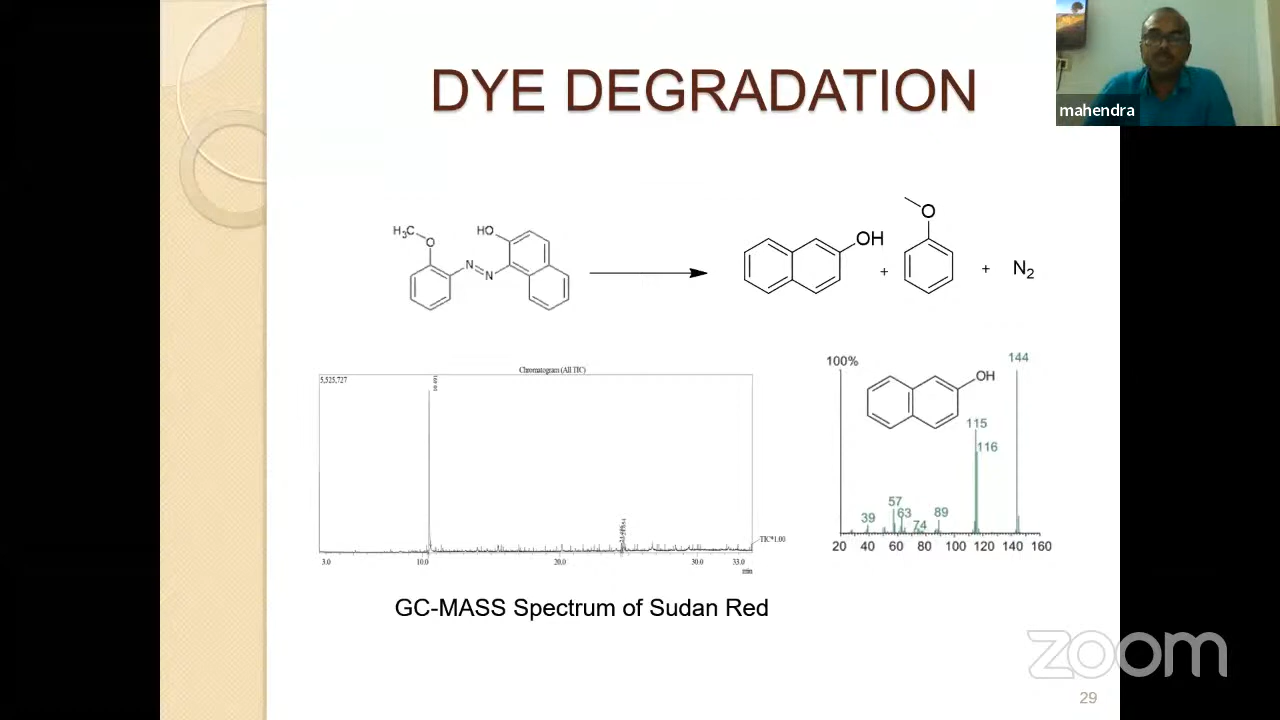 DYE DEGRADATION
mahendra
H₃C
O
HO
N
N
OH
+
O
+
N₂
Chromatogram (All TIC)
5,525,727
TIC*1.00
3.0 10.0 20.0 30.0 33.0
min
100%
144
OH
115
116
57
63
39
74
89
20 40 60 80 100 120 140 160
GC-MASS Spectrum of Sudan Red
zoom
29